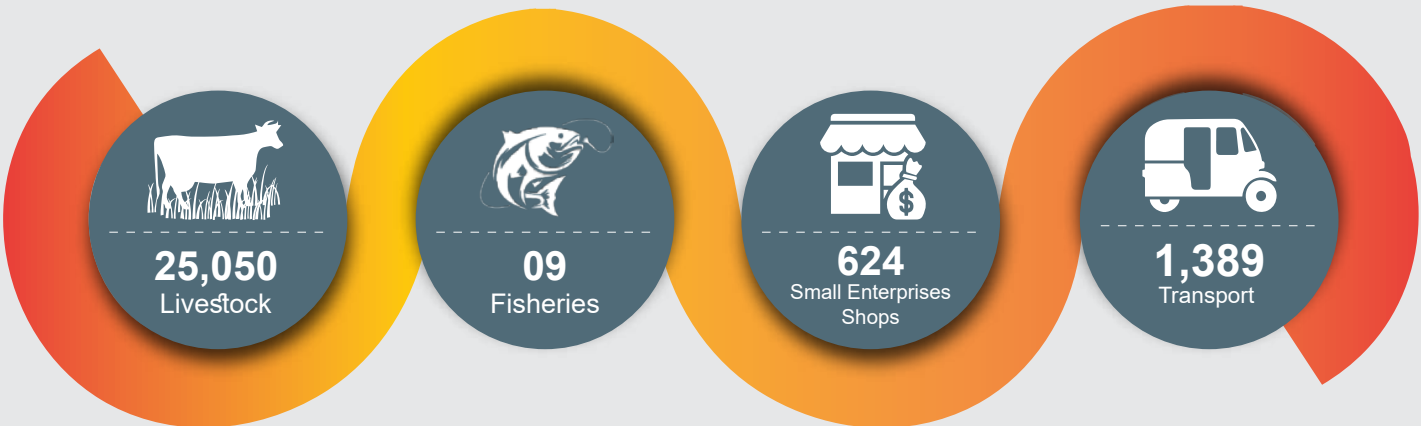 25,050
Livestock
09
Fisheries
624
Small Enterprises
Shops
1,389
Transport
$